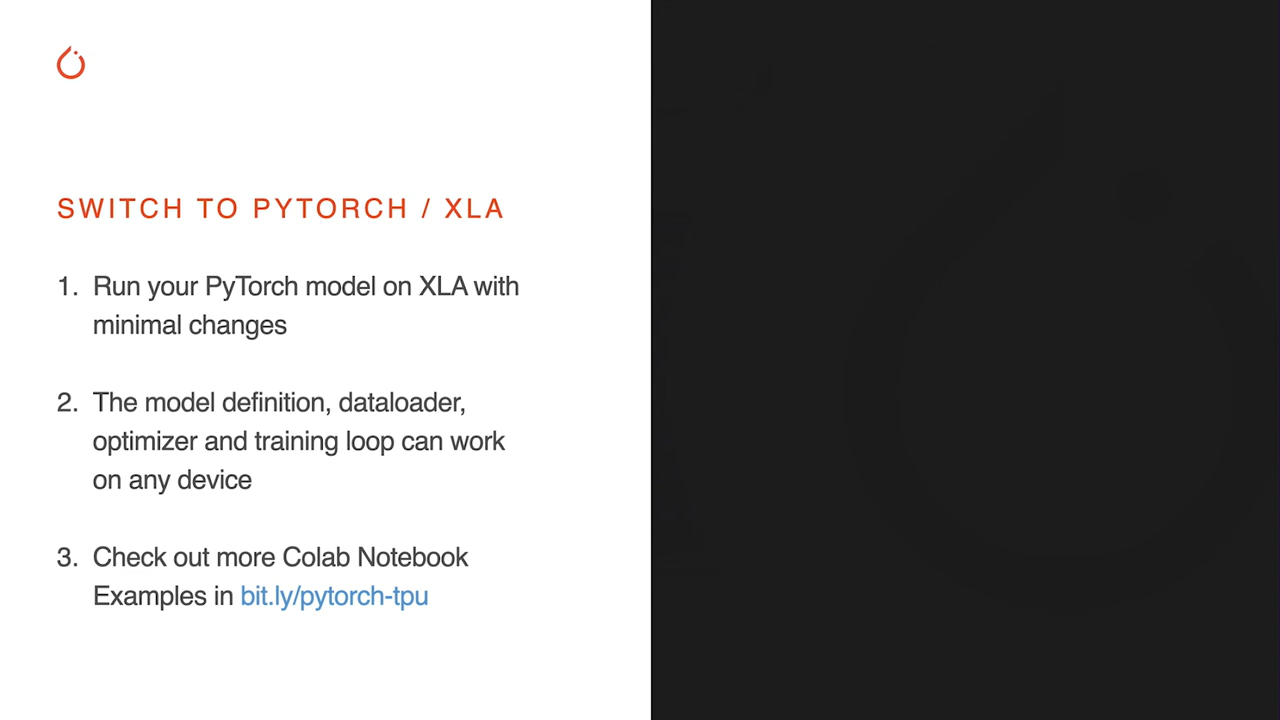 SWITCH TO PYTORCH / XLA
1. Run your PyTorch model on XLA with
minimal changes
2. The model definition, dataloader,
optimizer and training loop can work
on any device
3. Check out more Colab Notebook
Examples in bit.ly/pytorch-tpu